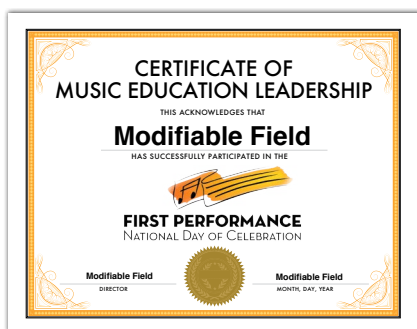 CERTIFICATE OF
MUSIC EDUCATION LEADERSHIP
THIS ACKNOWLEDGES THAT
Modifiable Field
HAS SUCCESSFULLY PARTICIPATED IN THE
FIRST PERFORMANCE
NATIONAL DAY OF CELEBRATION
Modifiable Field Modifiable Field
DIRECTOR MONTH, DAY, YEAR